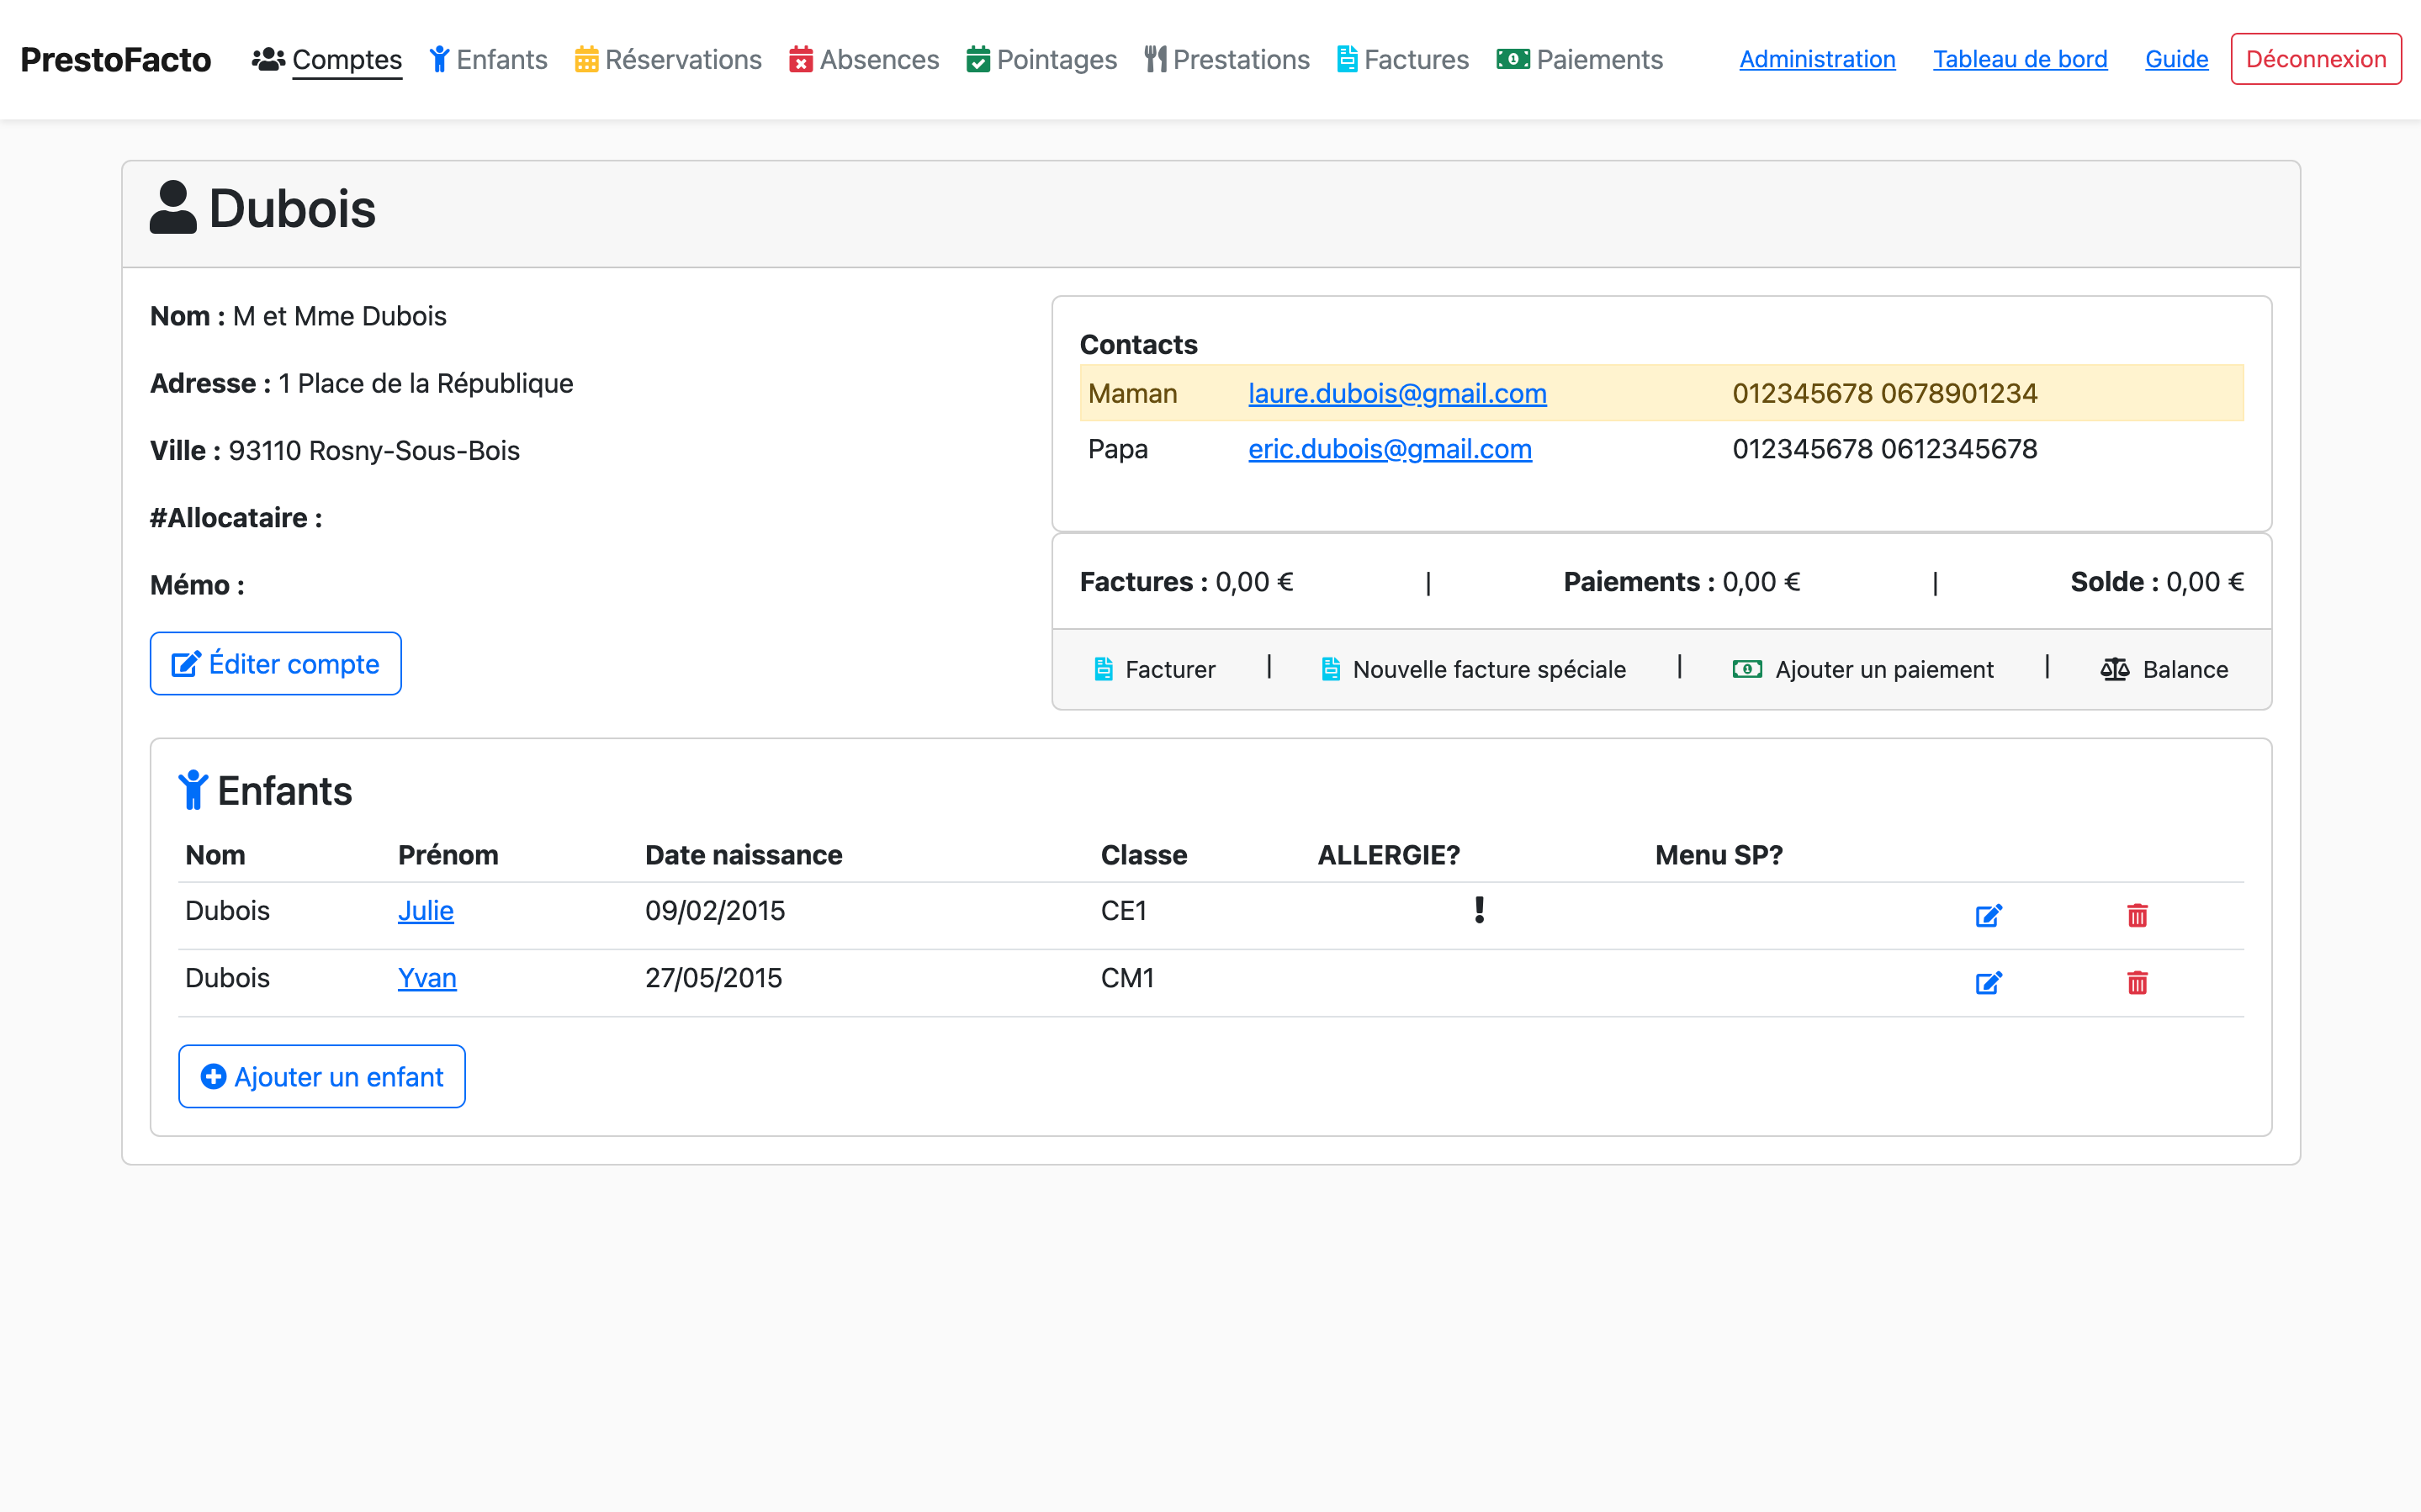 PrestoFacto Comptes Enfants Réservations Absences Pointages Prestations Factures Paiements Administration Tableau de bord Guide Déconnexion
Dubois
Nom : M et Mme Dubois
Adresse : 1 Place de la République
Ville : 93110 Rosny-Sous-Bois
#Allocataire :
Mémo :
Éditer compte
Contacts
Maman laure.dubois@gmail.com 012345678 0678901234
Papa eric.dubois@gmail.com 012345678 0612345678
Factures : 0,00 € | Paiements : 0,00 € | Solde : 0,00 €
Facturer | Nouvelle facture spéciale | Ajouter un paiement | Balance
Enfants
Nom Prénom Date naissance Classe ALLERGIE? Menu SP?
Dubois Julie 09/02/2015 CE1 !
Dubois Yvan 27/05/2015 CM1
Ajouter un enfant